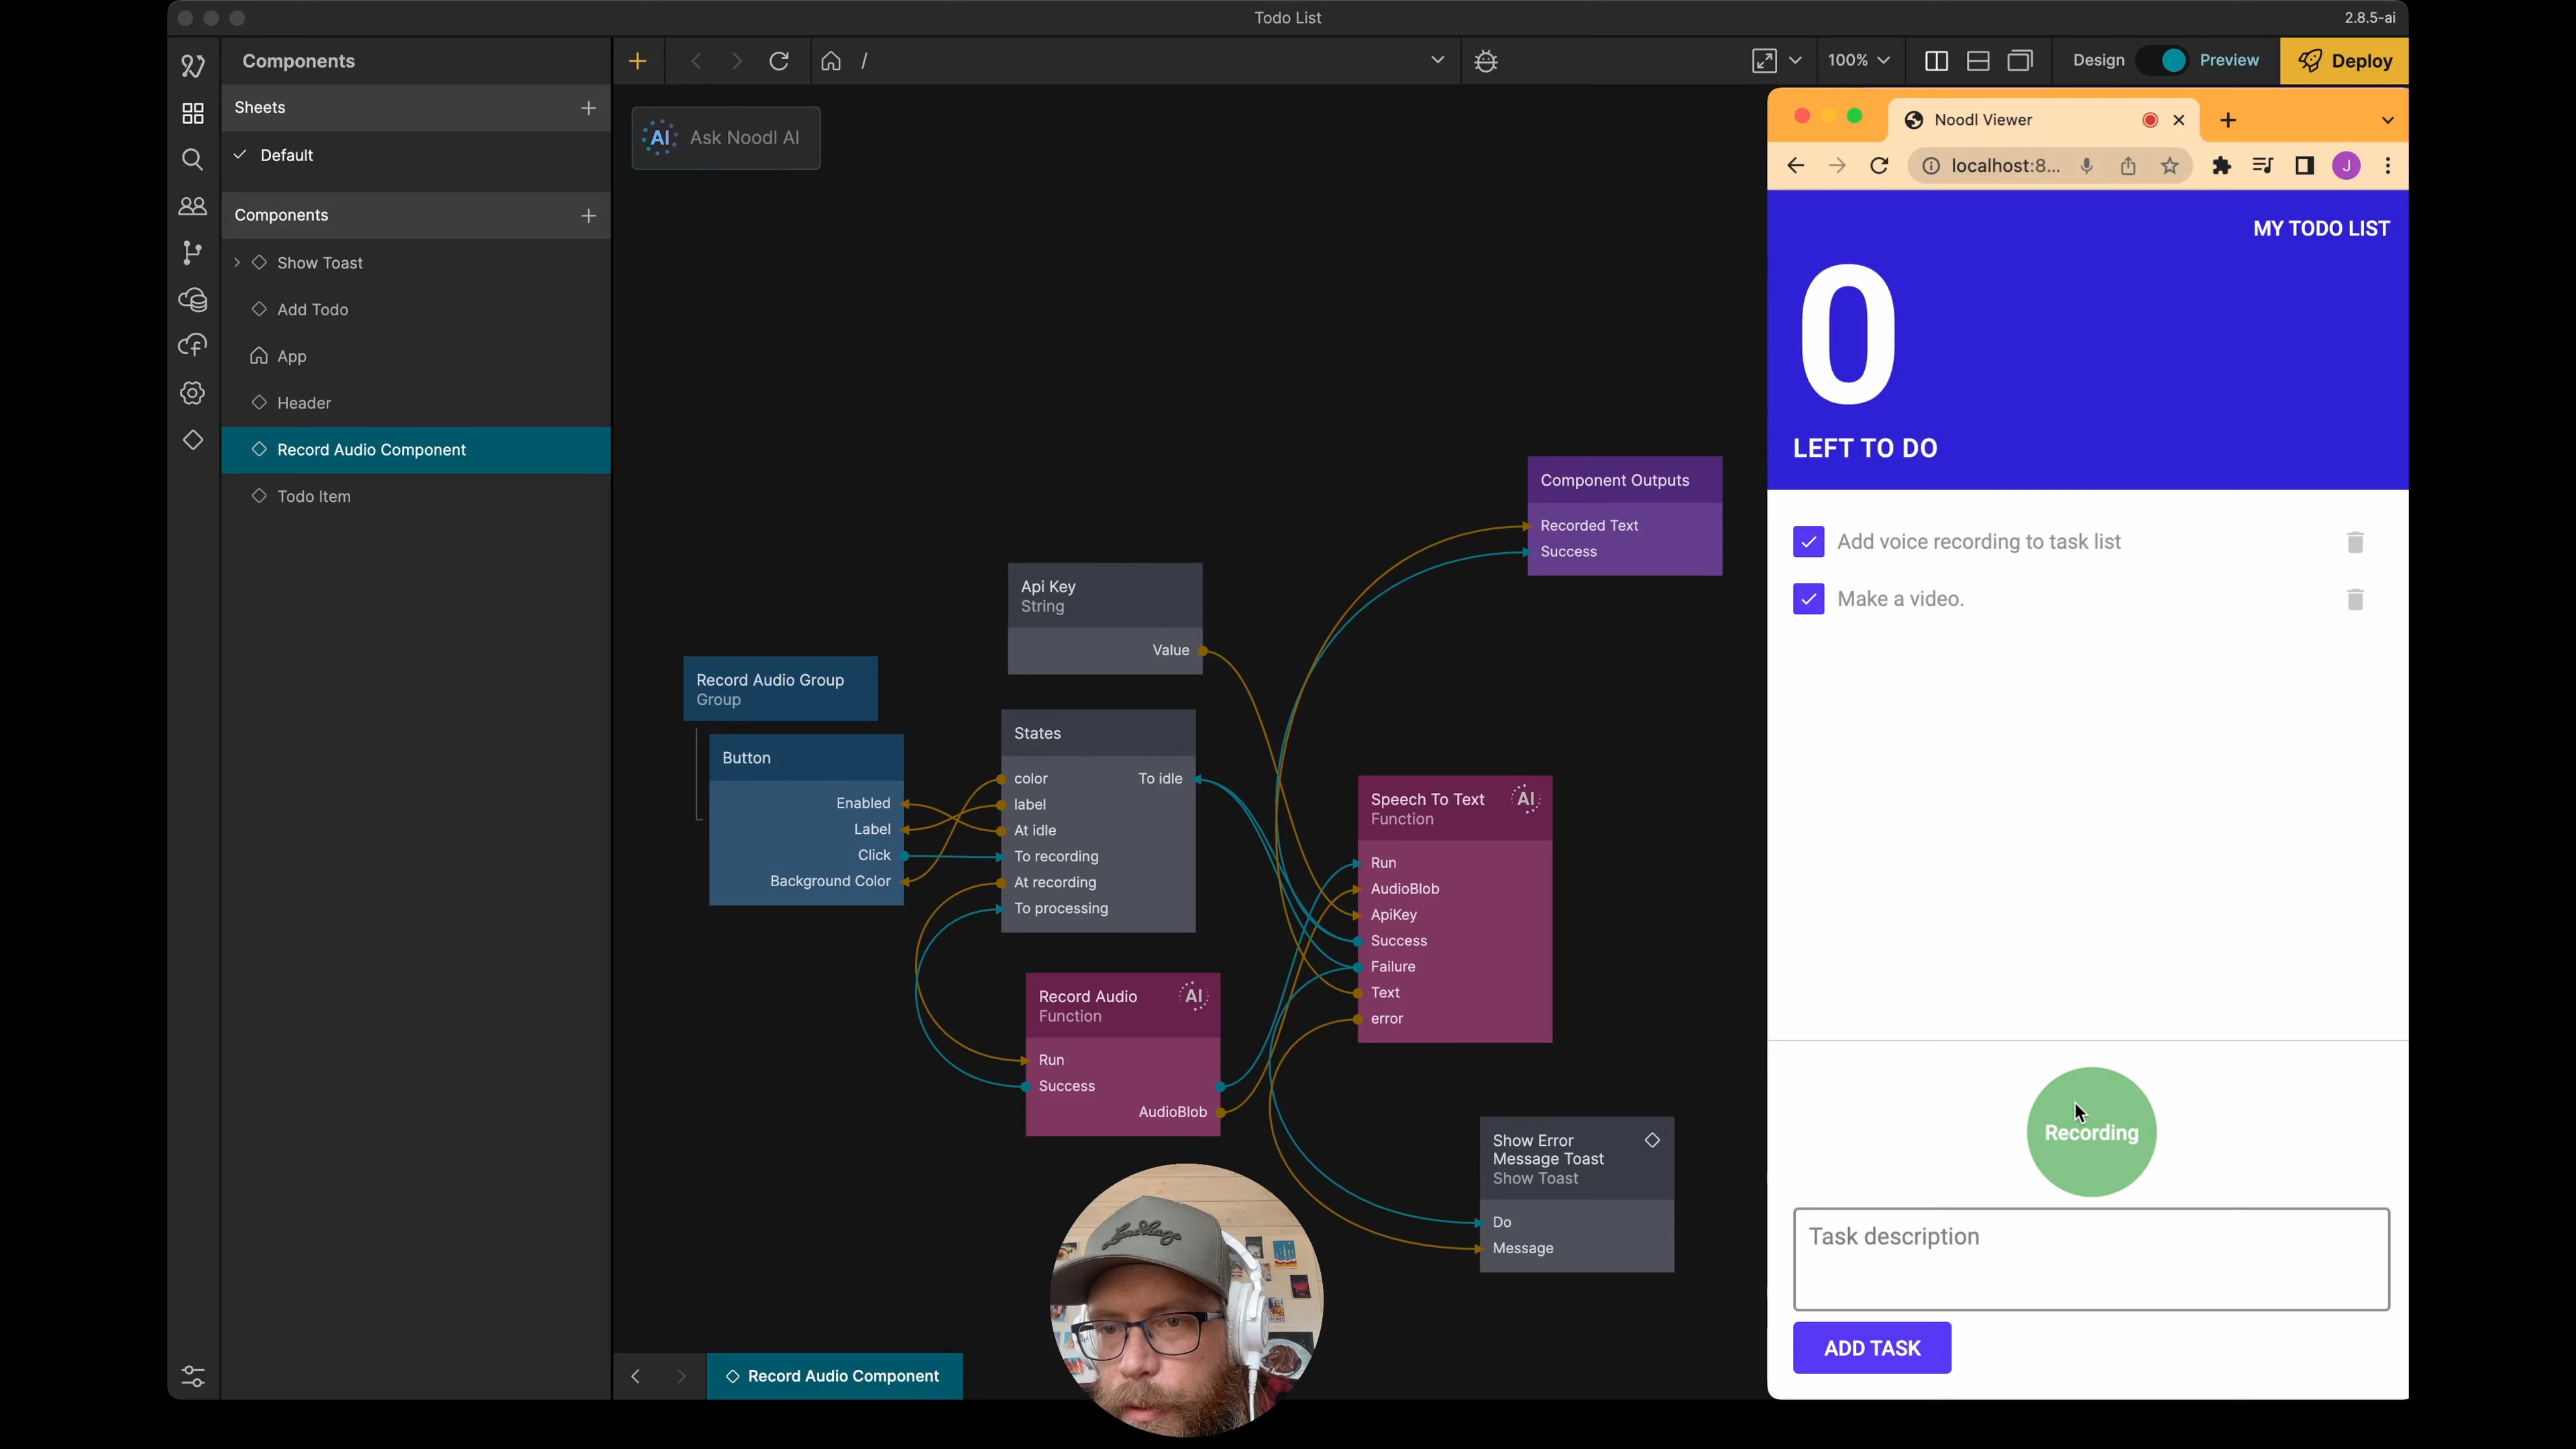 Todo List
2.8.5-ai
Components
/
100%
Design
Preview
Deploy
Sheets
Default
Components
Show Toast
Add Todo
App
Header
Record Audio Component
Todo Item
AI Ask Noodl AI
Component Outputs
Recorded Text
Success
Api Key
String
Value
Record Audio Group
Group
Button
Enabled
Label
Click
Background Color
States
color
To idle
label
At idle
To recording
At recording
To processing
Speech To Text
AI
Function
Run
AudioBlob
ApiKey
Success
Failure
Text
error
Record Audio
AI
Function
Run
Success
AudioBlob
Show Error
Message Toast
Show Toast
Do
Message
Record Audio Component
Noodl Viewer
localhost:8...
J
MY TODO LIST
0
LEFT TO DO
Add voice recording to task list
Make a video.
Recording
Task description
ADD TASK